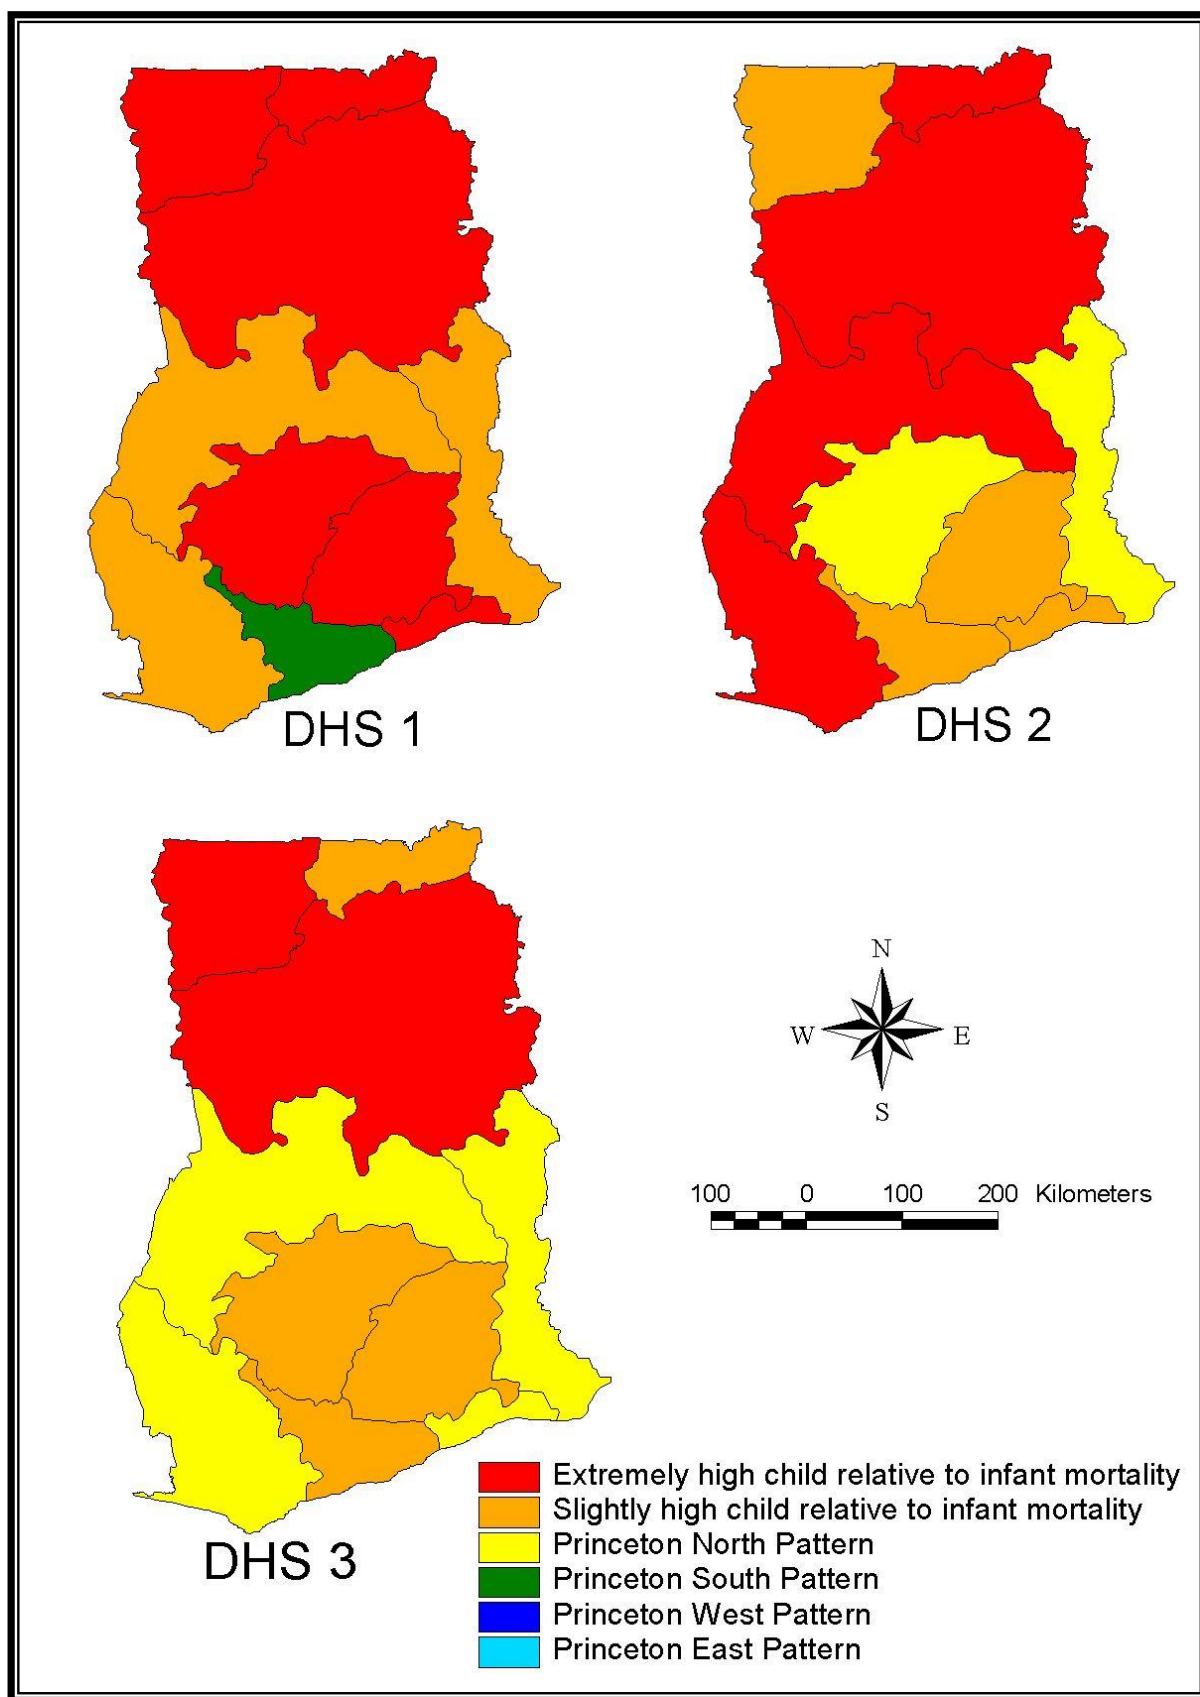 DHS 1
DHS 2
N
W E
S
100 0 100 200 Kilometers
DHS 3
Extremely high child relative to infant mortality
Slightly high child relative to infant mortality
Princeton North Pattern
Princeton South Pattern
Princeton West Pattern
Princeton East Pattern